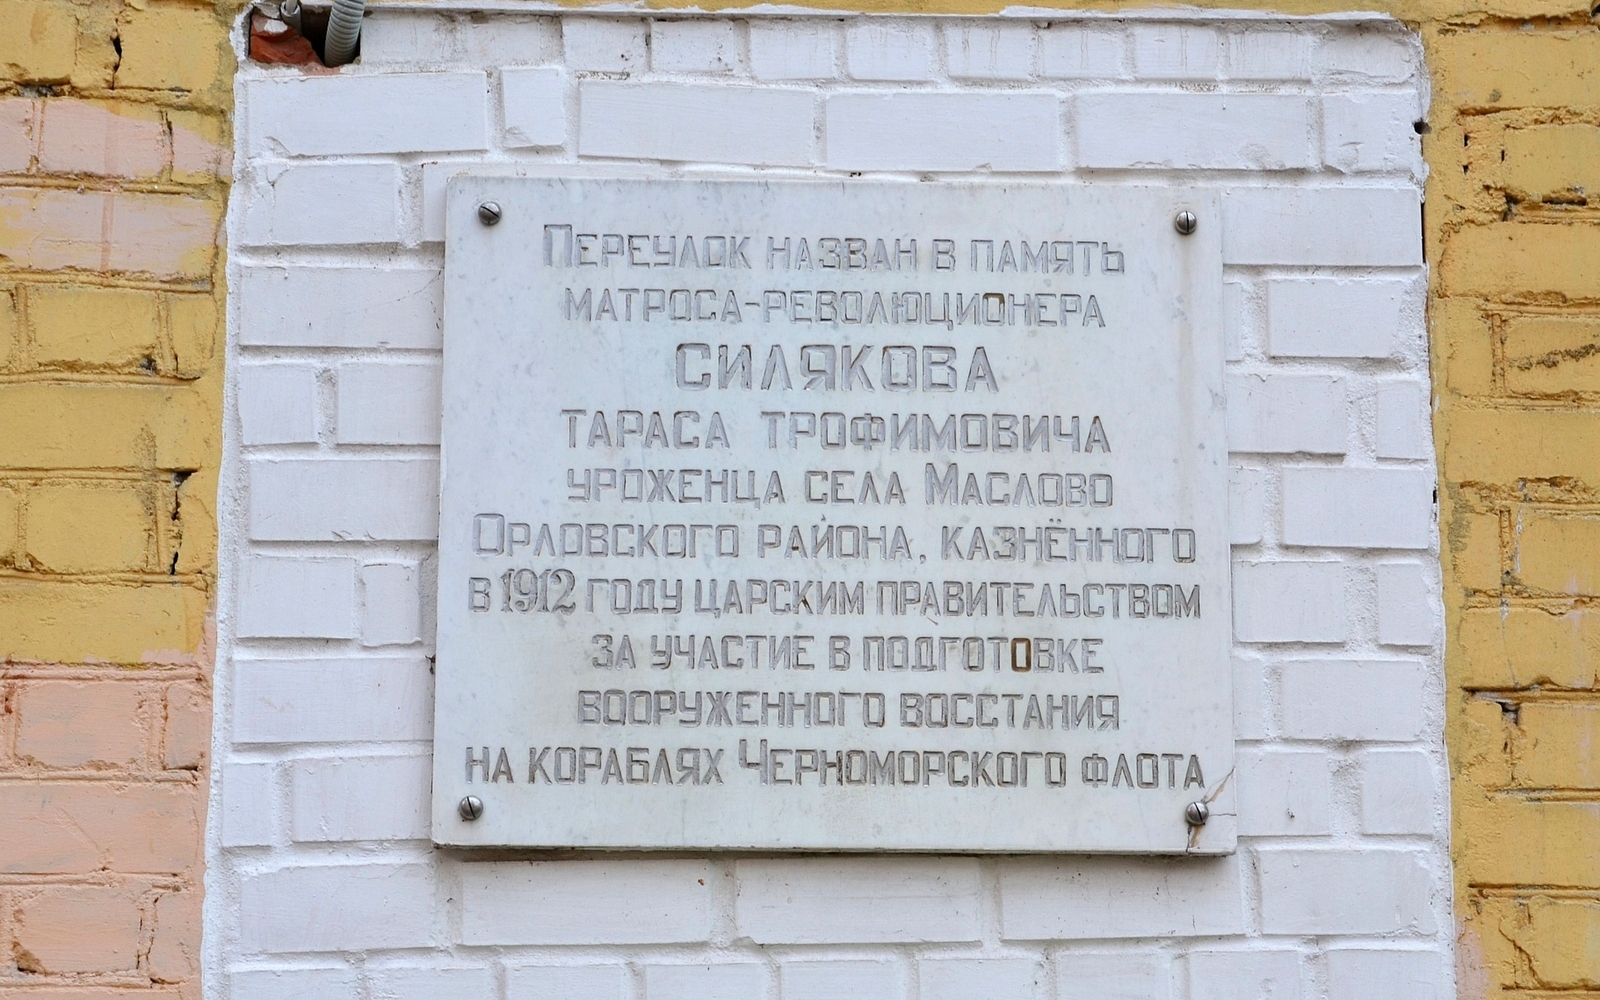 Переулок назван в память
матроса-революционера
СИЛЯКОВА
ТАРАСА ТРОФИМОВИЧА
уроженца села Маслово
Орловского района, казнённого
в 1912 году царским правительством
за участие в подготовке
вооруженного восстания
на кораблях Черноморского флота